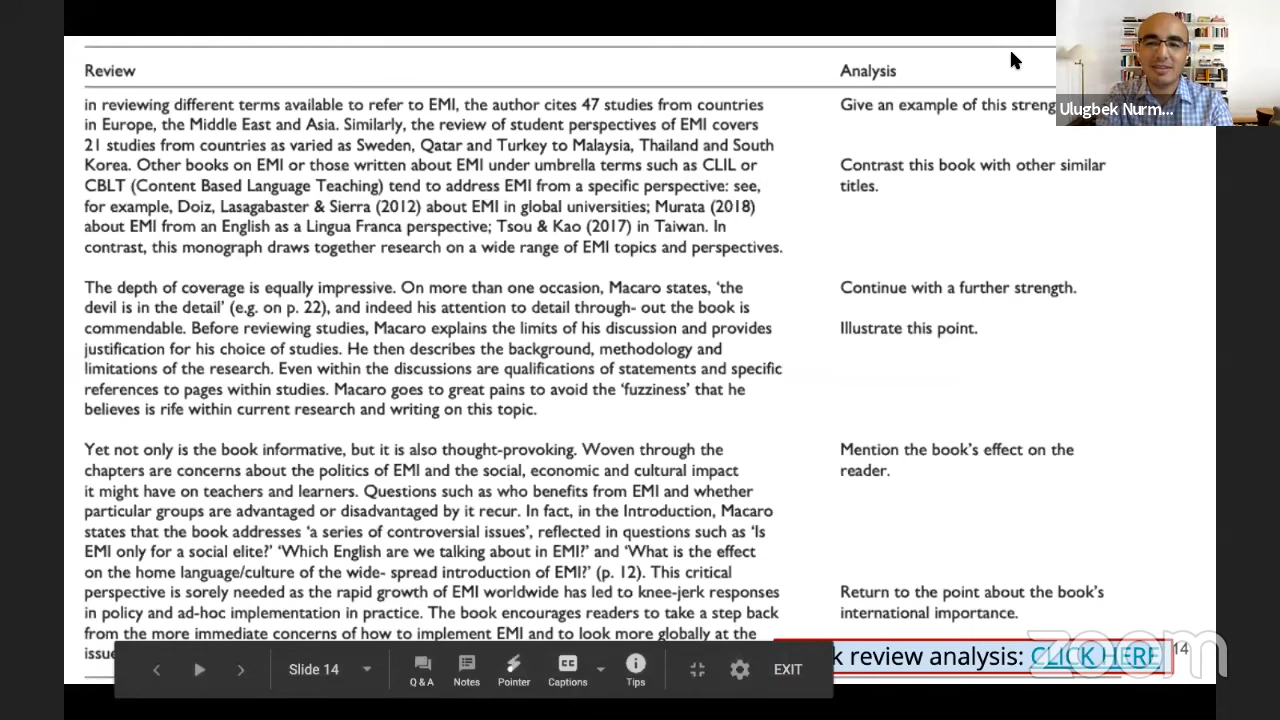 Review
Analysis
in reviewing different terms available to refer to EMI, the author cites 47 studies from countries
in Europe, the Middle East and Asia. Similarly, the review of student perspectives of EMI covers
21 studies from countries as varied as Sweden, Qatar and Turkey to Malaysia, Thailand and South
Korea. Other books on EMI or those written about EMI under umbrella terms such as CLIL or
CBLT (Content Based Language Teaching) tend to address EMI from a specific perspective: see,
for example, Doiz, Lasagabaster & Sierra (2012) about EMI in global universities; Murata (2018)
about EMI from an English as a Lingua Franca perspective; Tsou & Kao (2017) in Taiwan. In
contrast, this monograph draws together research on a wide range of EMI topics and perspectives.
Give an example of this streng
Contrast this book with other similar
titles.
The depth of coverage is equally impressive. On more than one occasion, Macaro states, 'the
devil is in the detail' (e.g. on p. 22), and indeed his attention to detail through- out the book is
commendable. Before reviewing studies, Macaro explains the limits of his discussion and provides
justification for his choice of studies. He then describes the background, methodology and
limitations of the research. Even within the discussions are qualifications of statements and specific
references to pages within studies. Macaro goes to great pains to avoid the 'fuzziness' that he
believes is rife within current research and writing on this topic.
Continue with a further strength.
Illustrate this point.
Yet not only is the book informative, but it is also thought-provoking. Woven through the
chapters are concerns about the politics of EMI and the social, economic and cultural impact
it might have on teachers and learners. Questions such as who benefits from EMI and whether
particular groups are advantaged or disadvantaged by it recur. In fact, in the Introduction, Macaro
states that the book addresses 'a series of controversial issues', reflected in questions such as 'Is
EMI only for a social elite?' 'Which English are we talking about in EMI?' and 'What is the effect
on the home language/culture of the wide- spread introduction of EMI?' (p. 12). This critical
perspective is sorely needed as the rapid growth of EMI worldwide has led to knee-jerk responses
in policy and ad-hoc implementation in practice. The book encourages readers to take a step back
from the more immediate concerns of how to implement EMI and to look more globally at the
issue
Mention the book's effect on the
reader.
Return to the point about the book's
international importance.
k review analysis: CLICK HERE
14
zoom
Ulugbek Nurm...
Slide 14
Q & A
Notes
Pointer
CC
Captions
Tips
EXIT